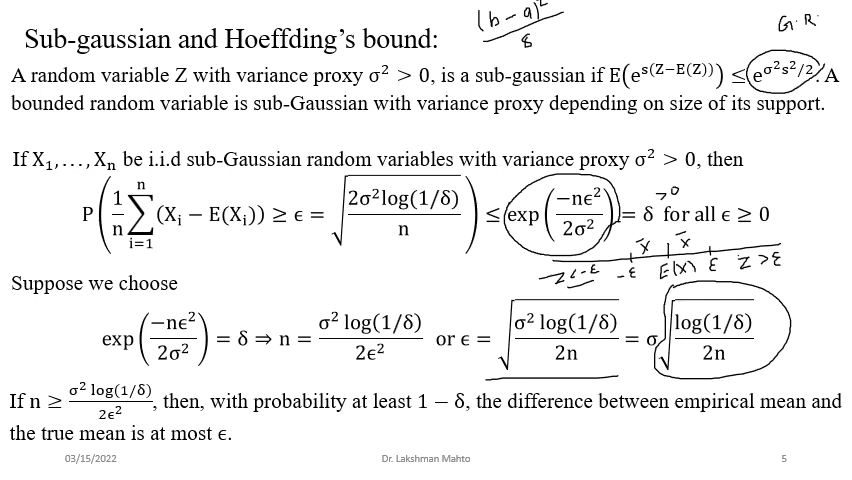 (b – a)²
8
G. R.
Sub-gaussian and Hoeffding's bound:
A random variable Z with variance proxy σ² > 0, is a sub-gaussian if E(e^{s(Z−E(Z))}) ≤ e^{σ²s²/2}. A
bounded random variable is sub-Gaussian with variance proxy depending on size of its support.
If X₁, . . . , Xₙ be i.i.d sub-Gaussian random variables with variance proxy σ² > 0, then
P( 1/n ∑_{i=1}^{n} (Xᵢ − E(Xᵢ)) ≥ ϵ = √(2σ²log(1/δ)/n) ) ≤ exp(−nϵ²/2σ²) = δ for all ϵ ≥ 0
>0
X̄ X̄
Z<-ε -ε E(X) ε Z>ε
Suppose we choose
exp(−nϵ²/2σ²) = δ ⇒ n = σ² log(1/δ)/2ϵ² or ϵ = √(σ² log(1/δ)/2n) = σ√(log(1/δ)/2n)
If n ≥ σ² log(1/δ)/2ϵ², then, with probability at least 1 − δ, the difference between empirical mean and
the true mean is at most ϵ.
03/15/2022 Dr. Lakshman Mahto 5